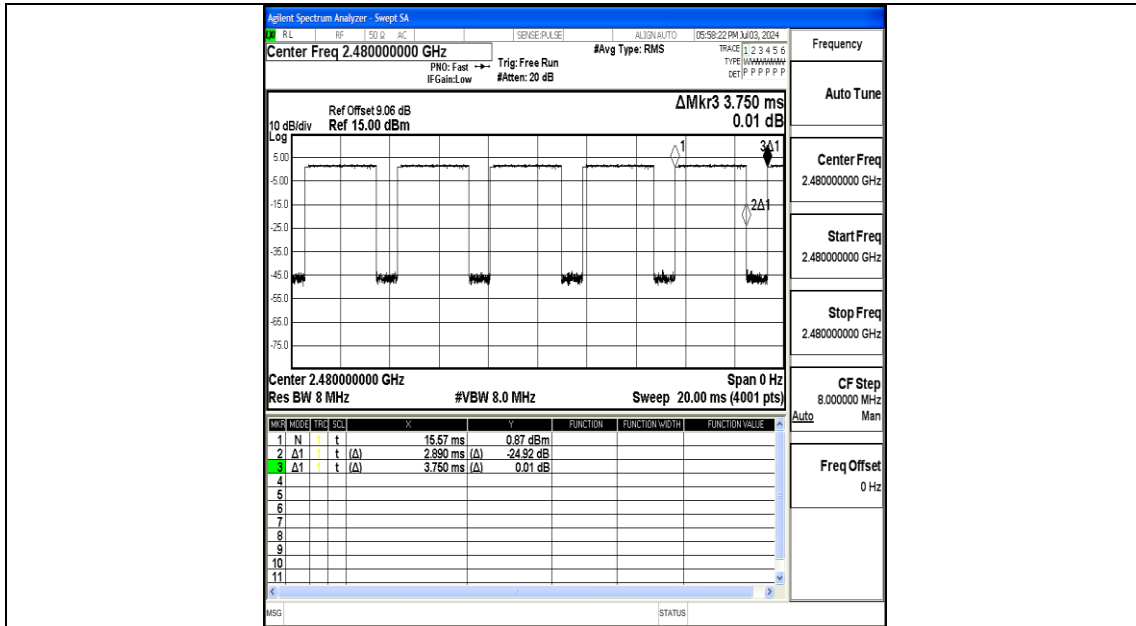 Agilent Spectrum Analyzer - Swept SA
RL RF 50 Ω AC SENSE:PULSE ALIGN AUTO 05:58:22 PM Jul 03, 2024
Center Freq 2.480000000 GHz
#Avg Type: RMS
TRACE 1 2 3 4 5 6
TYPE
DET P P P P P P
PNO: Fast
IFGain:Low
Trig: Free Run
#Atten: 20 dB
ΔMkr3 3.750 ms
0.01 dB
Ref Offset 9.06 dB
10 dB/div Ref 15.00 dBm
Log
5.00
-5.00
-15.0
-25.0
-35.0
-45.0
-55.0
-65.0
-75.0
1
3Δ1
2Δ1
Center 2.480000000 GHz Span 0 Hz
Res BW 8 MHz #VBW 8.0 MHz Sweep 20.00 ms (4001 pts)
MKR MODE TRC SCL X Y FUNCTION FUNCTION WIDTH FUNCTION VALUE
1 N 1 t 15.57 ms 0.87 dBm
2 Δ1 1 t (Δ) 2.890 ms (Δ) -24.92 dB
3 Δ1 1 t (Δ) 3.750 ms (Δ) 0.01 dB
4
5
6
7
8
9
10
11
MSG STATUS
Frequency
Auto Tune
Center Freq
2.480000000 GHz
Start Freq
2.480000000 GHz
Stop Freq
2.480000000 GHz
CF Step
8.000000 MHz
Auto Man
Freq Offset
0 Hz